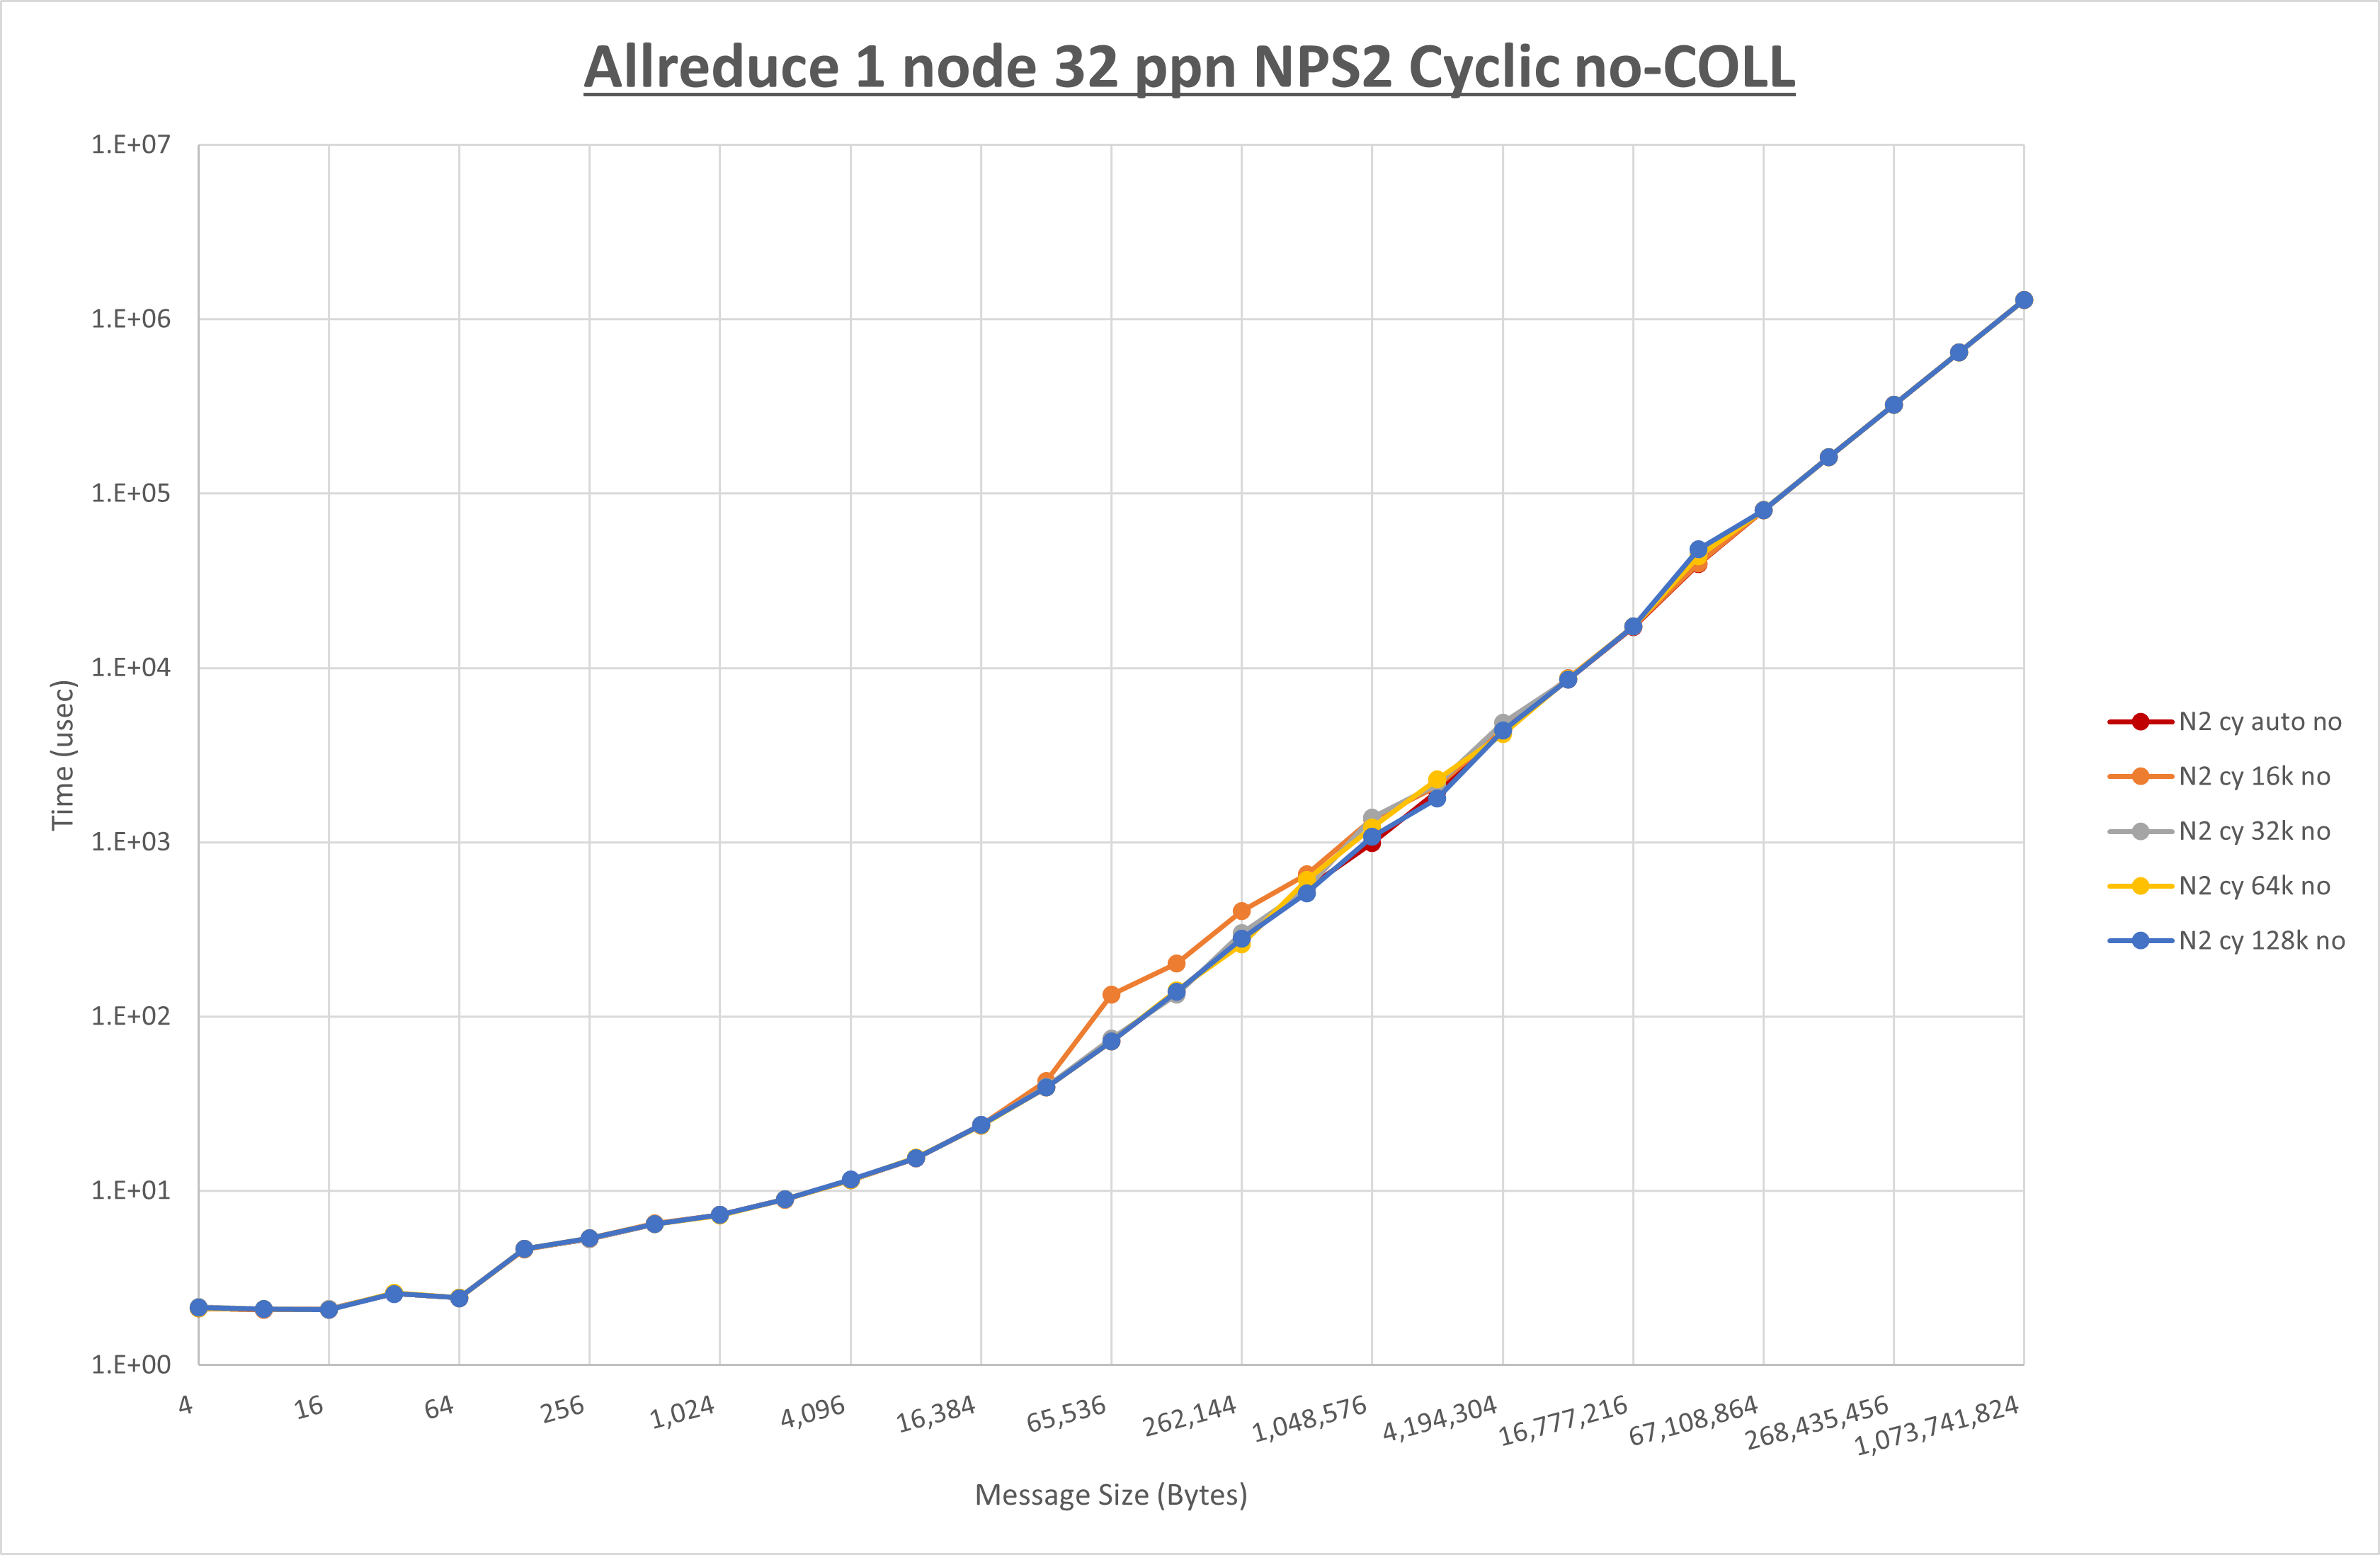 Allreduce 1 node 32 ppn NPS2 Cyclic no-COLL
1.E+07
1.E+06
1.E+05
1.E+04
1.E+03
1.E+02
1.E+01
1.E+00
Time (usec)
4
16
64
256
1,024
4,096
16,384
65,536
262,144
1,048,576
4,194,304
16,777,216
67,108,864
268,435,456
1,073,741,824
Message Size (Bytes)
N2 cy auto no
N2 cy 16k no
N2 cy 32k no
N2 cy 64k no
N2 cy 128k no